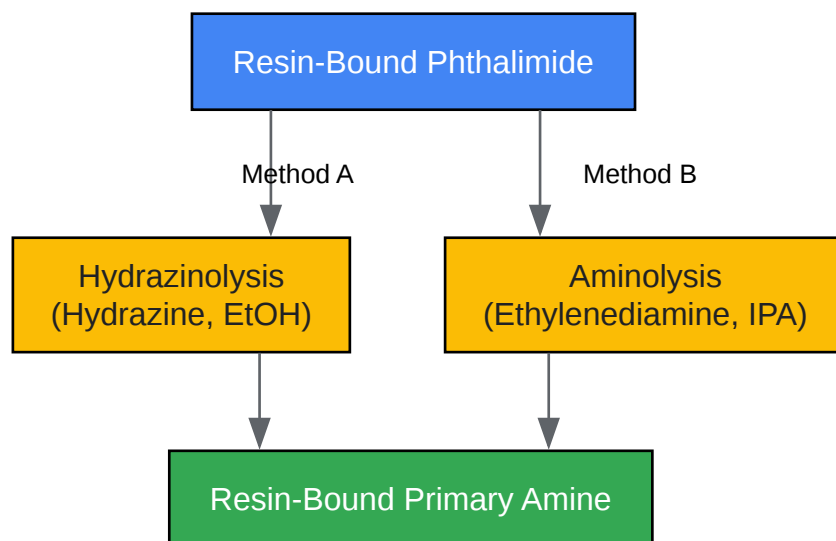 Resin-Bound Phthalimide
Method A
Method B
Hydrazinolysis
(Hydrazine, EtOH)
Aminolysis
(Ethylenediamine, IPA)
Resin-Bound Primary Amine